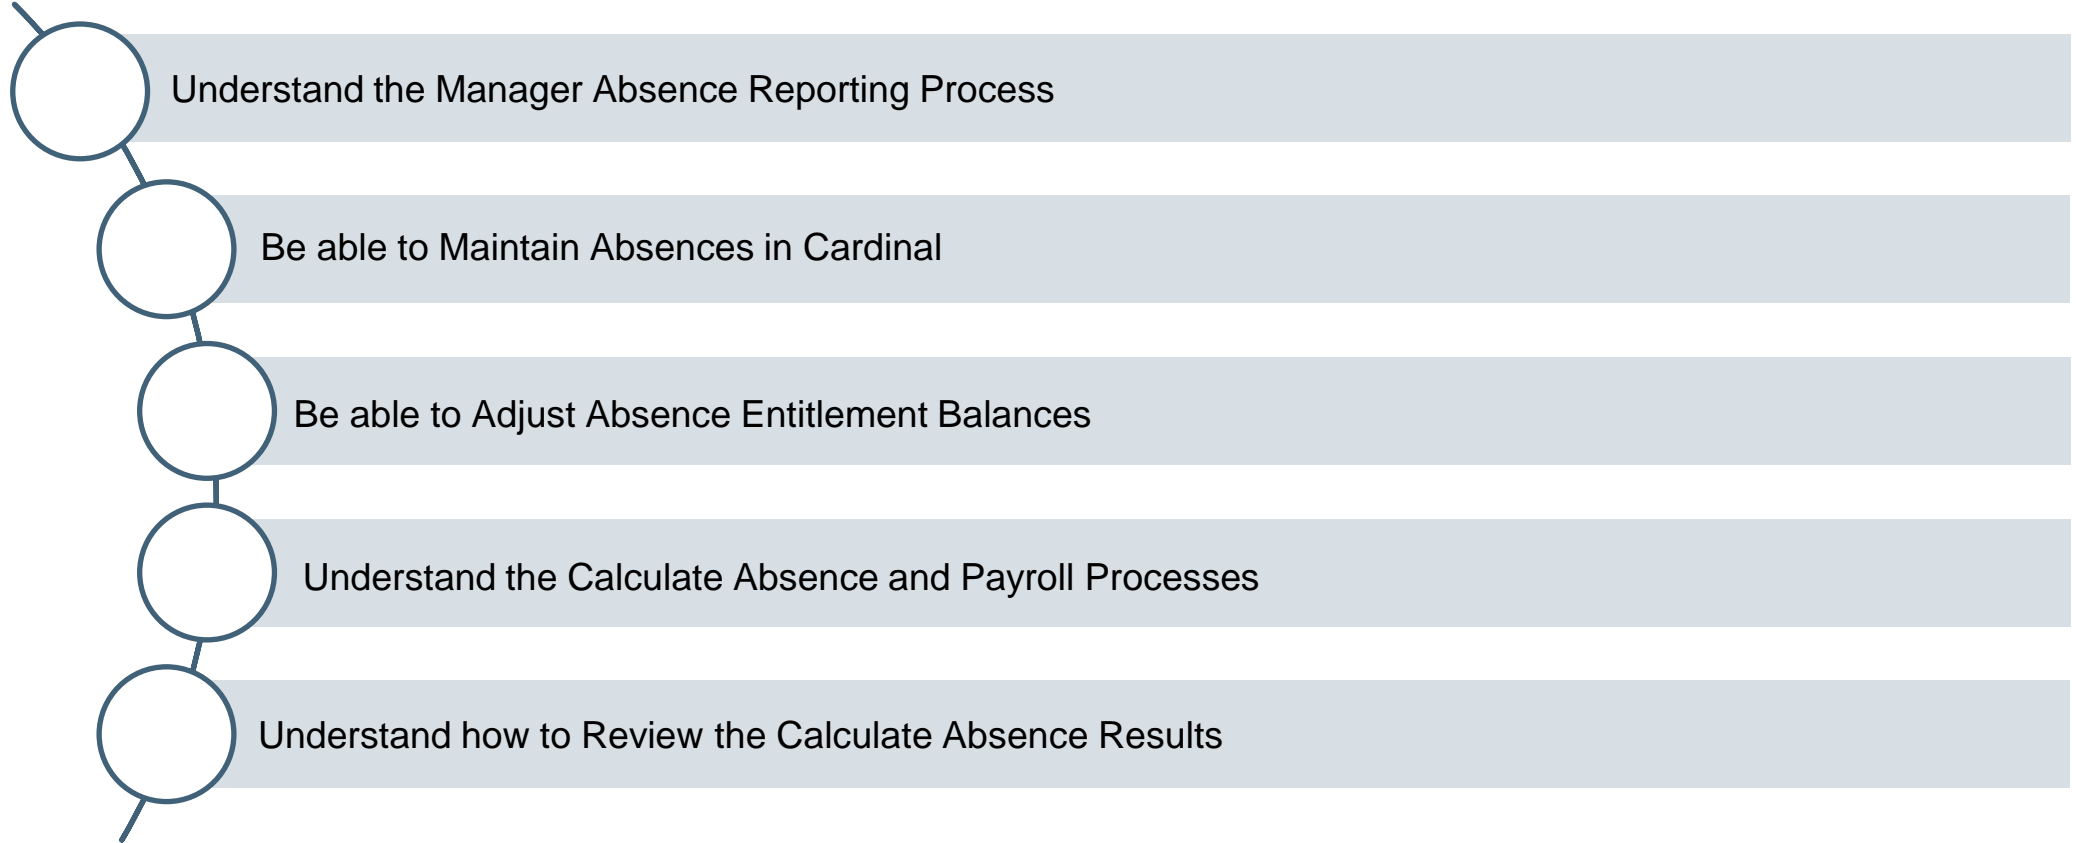 Understand the Manager Absence Reporting Process
Be able to Maintain Absences in Cardinal
Be able to Adjust Absence Entitlement Balances
Understand the Calculate Absence and Payroll Processes
Understand how to Review the Calculate Absence Results